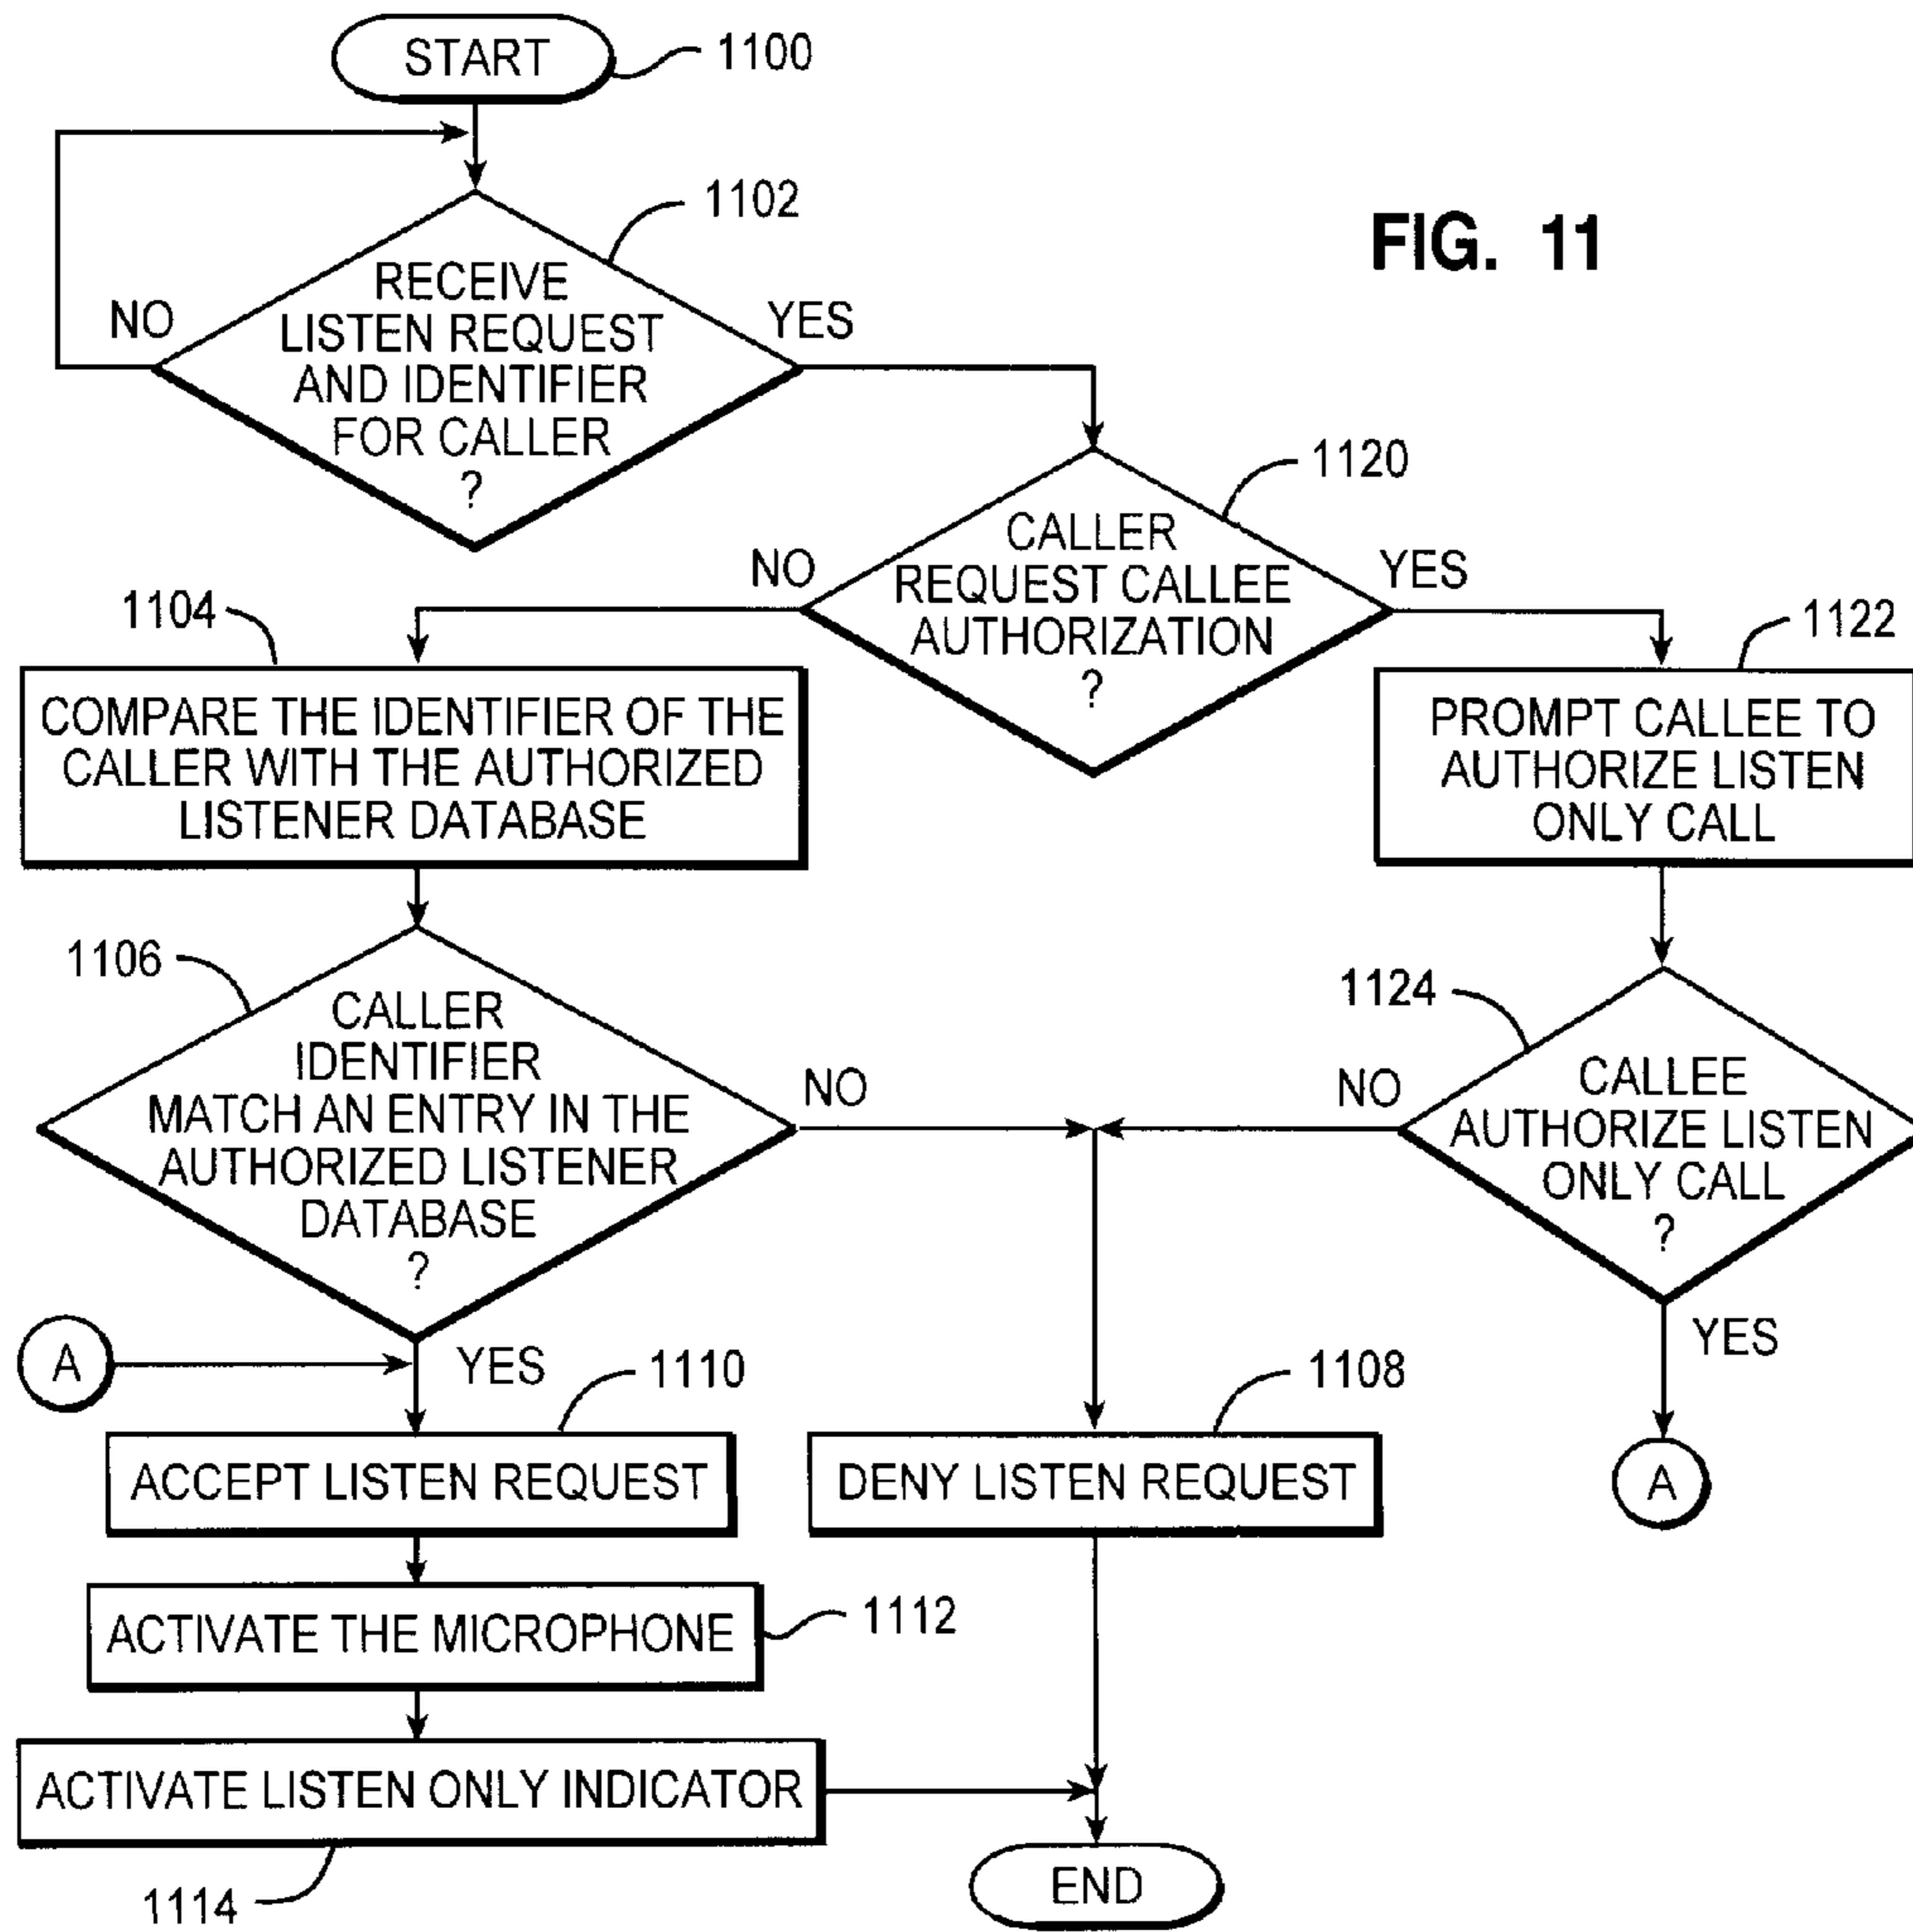 START
1100
1102
FIG. 11
RECEIVE
LISTEN REQUEST
AND IDENTIFIER
FOR CALLER
?
NO
YES
1120
CALLER
REQUEST CALLEE
AUTHORIZATION
?
NO
YES
1104
1122
COMPARE THE IDENTIFIER OF THE
CALLER WITH THE AUTHORIZED
LISTENER DATABASE
PROMPT CALLEE TO
AUTHORIZE LISTEN
ONLY CALL
1106
1124
CALLER
IDENTIFIER
MATCH AN ENTRY IN THE
AUTHORIZED LISTENER
DATABASE
?
NO
NO
CALLEE
AUTHORIZE LISTEN
ONLY CALL
?
A
YES
1110
1108
YES
ACCEPT LISTEN REQUEST
DENY LISTEN REQUEST
A
ACTIVATE THE MICROPHONE
1112
ACTIVATE LISTEN ONLY INDICATOR
1114
END